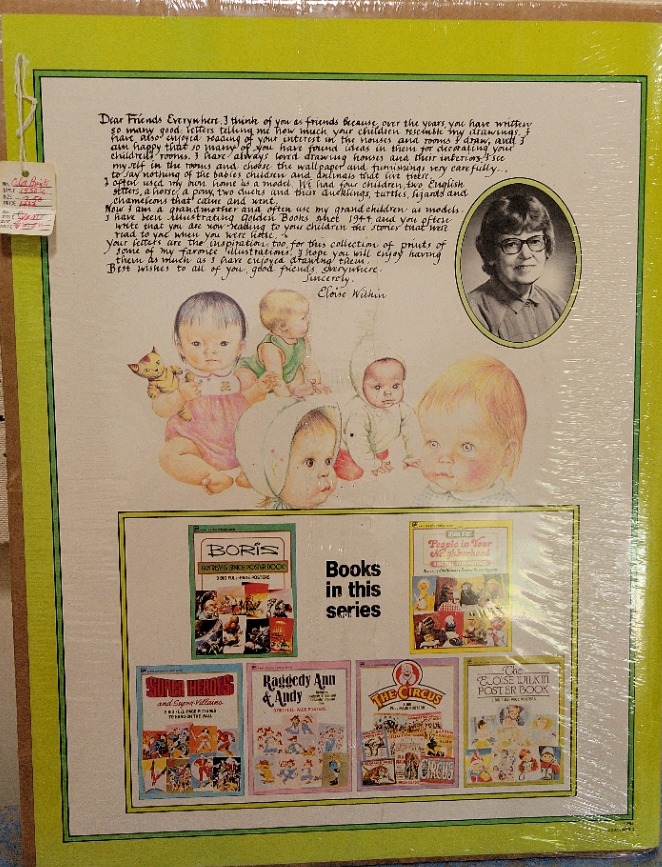 Dear Friends Everywhere, I think of you as friends because, over the years, you have written
so many good letters telling me how much your children resemble my drawings. I
have also enjoyed reading of your interest in the houses and rooms I draw, and I
am happy that so many of you have found ideas in them for decorating your
childrens rooms. I have always loved drawing houses and their interiors. I see
myself in the rooms and choose the wallpaper and furnishings very carefully...
to say nothing of the babies children and animals that live there.
I often used my own home as a model. We had four children, two English
setters, a horse, a pony, two ducks and their ducklings, turtles, lizards and
chameleons that came and went.
Now I am a grandmother and often use my grandchildren as models.
I have been illustrating Golden Books since 1944, and you often
write that you are now reading to your children the stories that were
read to you when you were little.
Your letters are the inspiration, too, for this collection of prints of
some of my favorite illustrations. I hope you will enjoy having
them as much as I have enjoyed drawing them.
Best wishes to all of you, good friends everywhere.
Sincerely,
Eloise Wilkin
BORIS
3 BIG FULL-PAGE POSTERS
Books
in this
series
People in Your
Neighborhood
SUPER HEROES
and Super-Villains
Raggedy Ann
& Andy
THE CIRCUS
CIRCUS
The
ELOISE WILKIN
POSTER BOOK